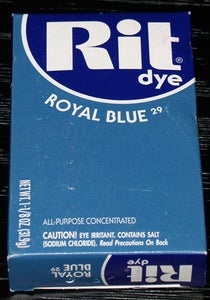 Rit®
dye
ROYAL BLUE 29
NET WT. 1-1/8 OZ. (31.9g)
ALL-PURPOSE CONCENTRATED
CAUTION! EYE IRRITANT. CONTAINS SALT
(SODIUM CHLORIDE). Read Precautions On Back
ROYAL
BLUE 29
Rit
dye